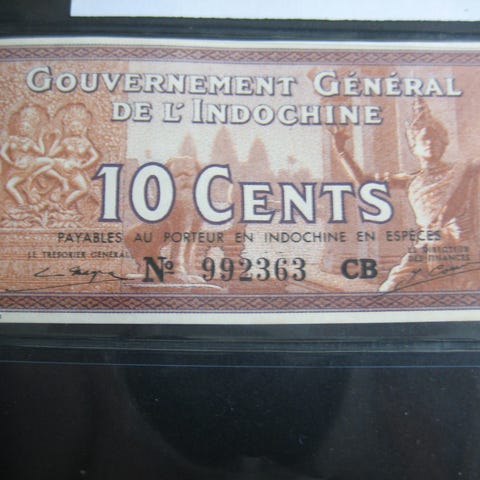 GOUVERNEMENT GÉNÉRAL
DE L'INDOCHINE
10 CENTS
PAYABLES AU PORTEUR EN INDOCHINE EN ESPÈCES
LE TRÉSORIER GÉNÉRAL
LE DIRECTEUR
DES FINANCES
No 992363 CB